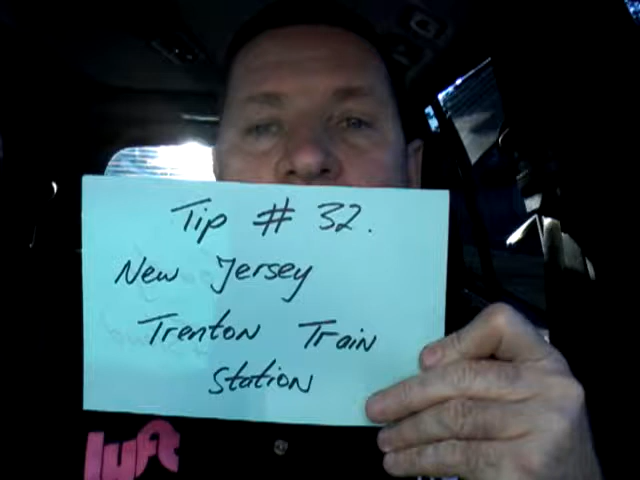 Tip # 32.
New Jersey
Trenton Train
Station
lyft